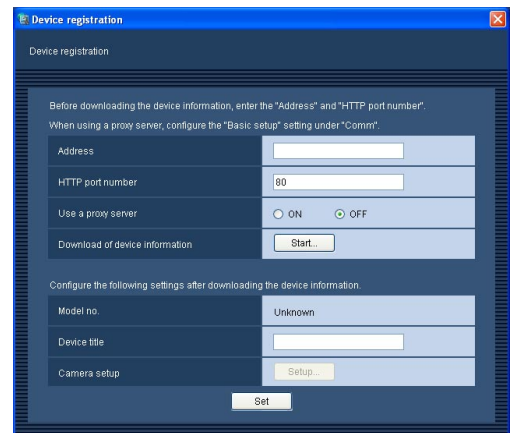 Device registration
Device registration
Before downloading the device information, enter the "Address" and "HTTP port number".
When using a proxy server, configure the "Basic setup" setting under "Comm".
Address
HTTP port number 80
Use a proxy server ON OFF
Download of device information Start...
Configure the following settings after downloading the device information.
Model no. Unknown
Device title
Camera setup Setup...
Set